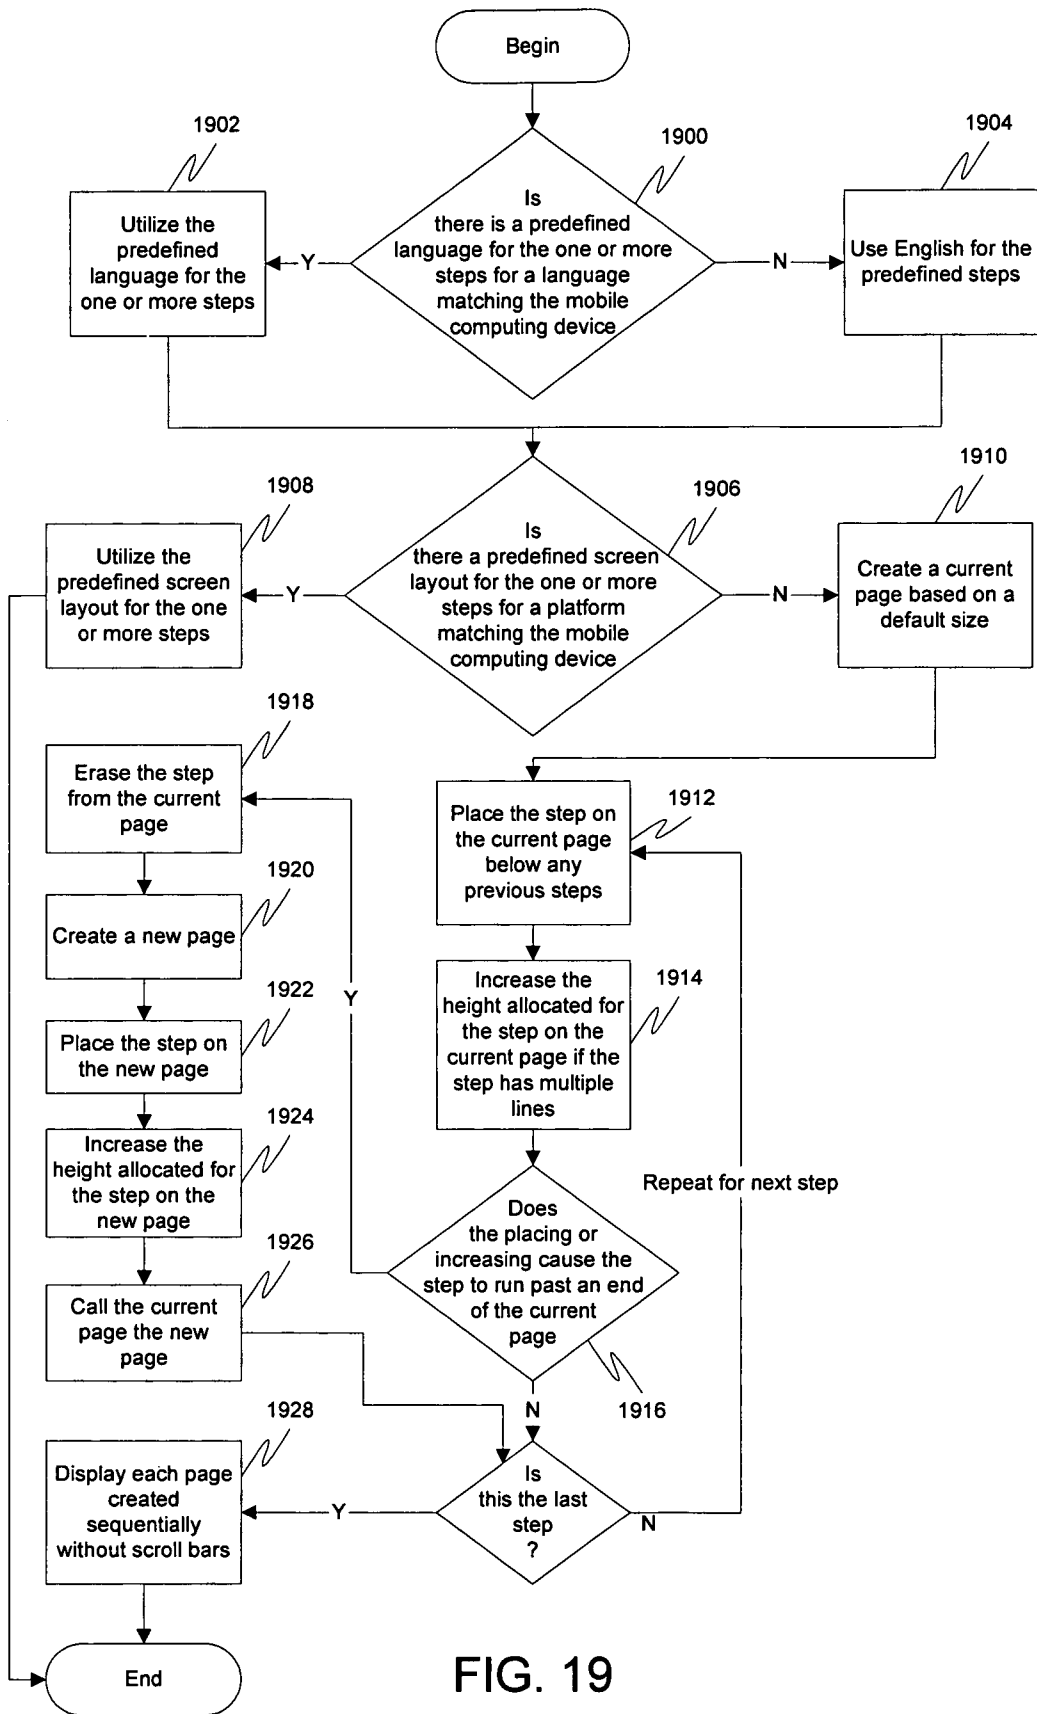 Begin
1902
1900
1904
Utilize the
predefined
language for the
one or more steps
Y
Is
there is a predefined
language for the one or more
steps for a language
matching the mobile
computing device
N
Use English for the
predefined steps
1908
1906
1910
Utilize the
predefined screen
layout for the one
or more steps
Y
Is
there a predefined screen
layout for the one or more
steps for a platform
matching the mobile
computing device
N
Create a current
page based on a
default size
1918
Erase the step
from the current
page
1912
Place the step on
the current page
below any
previous steps
1920
Create a new page
1914
Increase the
height allocated for
the step on the
current page if the
step has multiple
lines
Y
1922
Place the step on
the new page
1924
Increase the
height allocated for
the step on the
new page
Repeat for next step
Does
the placing or
increasing cause the
step to run past an end
of the current
page
1926
Call the current
page the new
page
1916
N
1928
Display each page
created
sequentially
without scroll bars
Y
Is
this the last
step
?
N
End
FIG. 19